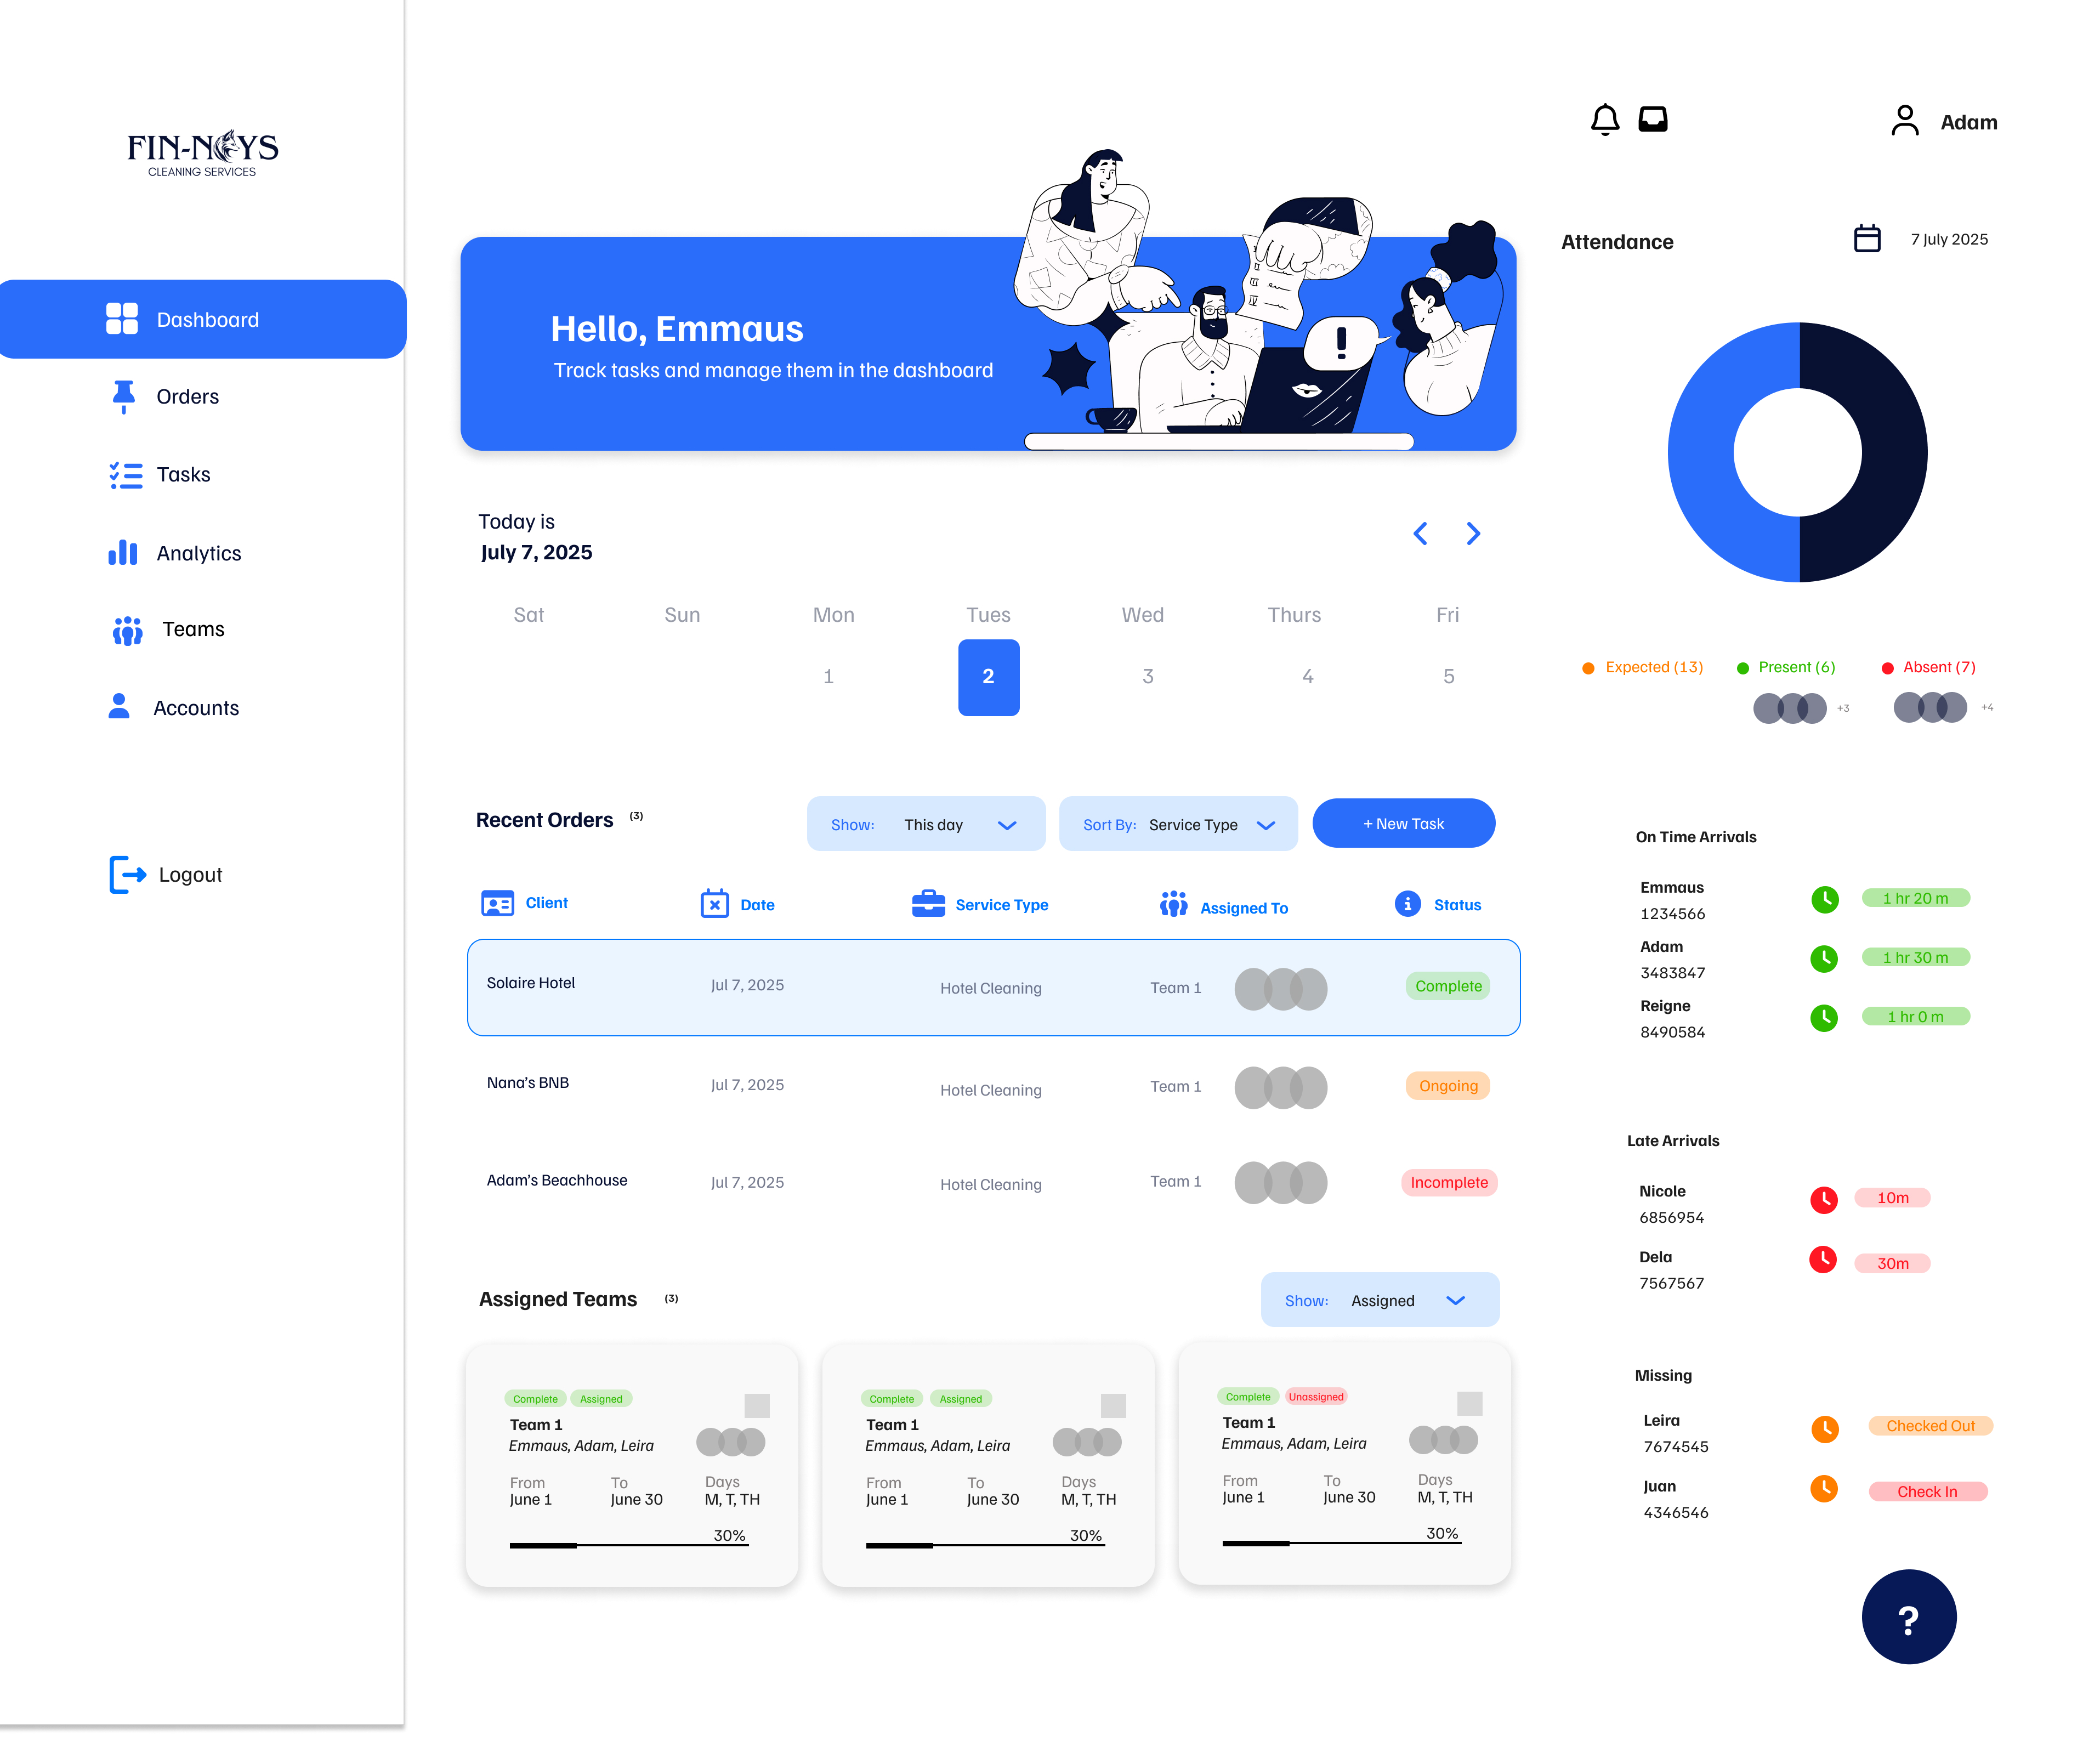 FIN-NOYS
CLEANING SERVICES
Dashboard
Orders
Tasks
Analytics
Teams
Accounts
Logout
Hello, Emmaus
Track tasks and manage them in the dashboard
!
Today is
July 7, 2025
Sat Sun Mon Tues Wed Thurs Fri
1 2 3 4 5
Recent Orders (3)
Show: This day
Sort By: Service Type
+ New Task
Client Date Service Type Assigned To Status
Solaire Hotel Jul 7, 2025 Hotel Cleaning Team 1 Complete
Nana's BNB Jul 7, 2025 Hotel Cleaning Team 1 Ongoing
Adam's Beachhouse Jul 7, 2025 Hotel Cleaning Team 1 Incomplete
Assigned Teams (3)
Show: Assigned
Complete Assigned
Team 1
Emmaus, Adam, Leira
From To Days
June 1 June 30 M, T, TH
30%
Complete Assigned
Team 1
Emmaus, Adam, Leira
From To Days
June 1 June 30 M, T, TH
30%
Complete Unassigned
Team 1
Emmaus, Adam, Leira
From To Days
June 1 June 30 M, T, TH
30%
Adam
Attendance
7 July 2025
Expected (13) Present (6) Absent (7)
+3 +4
On Time Arrivals
Emmaus
1234566
1 hr 20 m
Adam
3483847
1 hr 30 m
Reigne
8490584
1 hr 0 m
Late Arrivals
Nicole
6856954
10m
Dela
7567567
30m
Missing
Leira
7674545
Checked Out
Juan
4346546
Check In
?